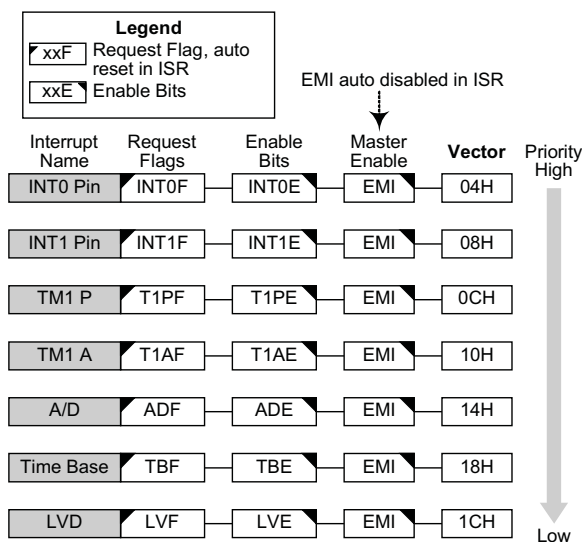 Legend
xxF Request Flag, auto
reset in ISR
xxE Enable Bits
EMI auto disabled in ISR
Interrupt Name Request Flags Enable Bits Master Enable Vector Priority High
INT0 Pin INT0F INT0E EMI 04H
INT1 Pin INT1F INT1E EMI 08H
TM1 P T1PF T1PE EMI 0CH
TM1 A T1AF T1AE EMI 10H
A/D ADF ADE EMI 14H
Time Base TBF TBE EMI 18H
LVD LVF LVE EMI 1CH
Low